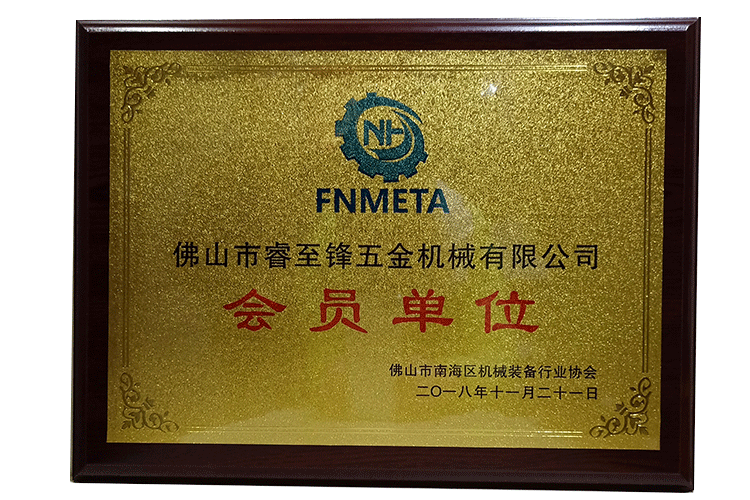 NH
FNMETA
佛山市睿至锋五金机械有限公司
会员单位
佛山市南海区机械装备行业协会
二〇一八年十一月二十一日